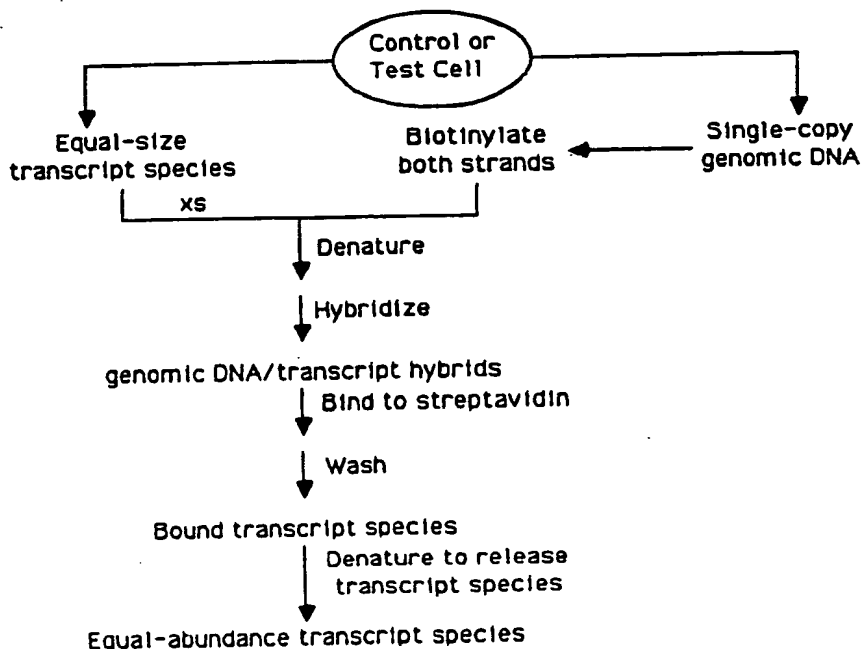 Control or
Test Cell
Equal-size
transcript species
Biotinylate
both strands
Single-copy
genomic DNA
xs
Denature
Hybridize
genomic DNA/transcript hybrids
Bind to streptavidin
Wash
Bound transcript species
Denature to release
transcript species
Equal-abundance transcript species